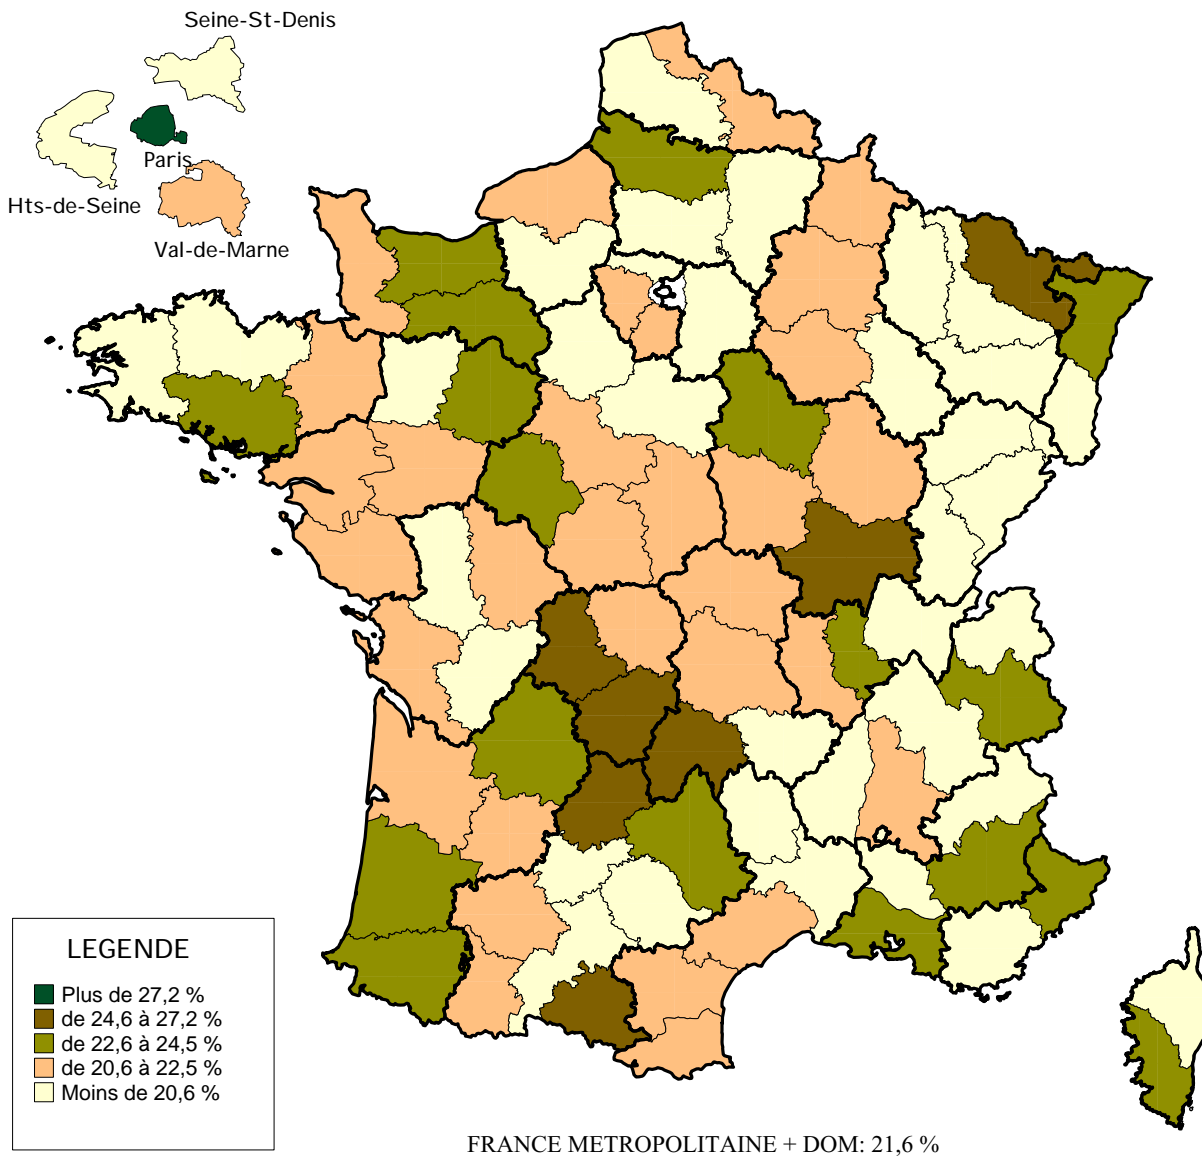 Seine-St-Denis
Paris
Hts-de-Seine
Val-de-Marne
LEGENDE
Plus de 27,2 %
de 24,6 à 27,2 %
de 22,6 à 24,5 %
de 20,6 à 22,5 %
Moins de 20,6 %
FRANCE METROPOLITAINE + DOM: 21,6 %